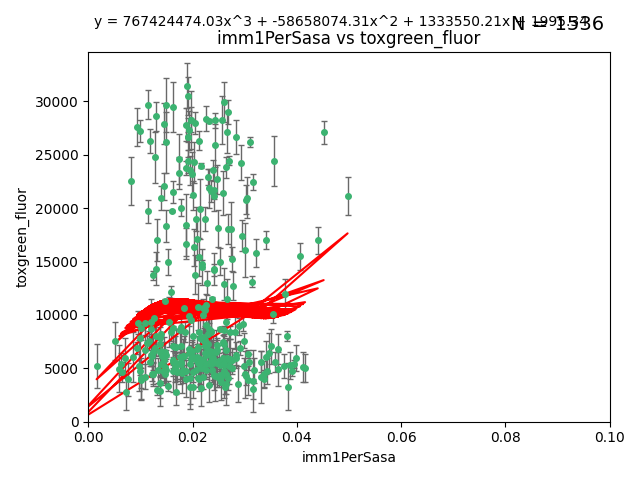 y = 767424474.03x^3 + -58658074.31x^2 + 1333550.21x +
N = 1336
imm1PerSasa vs toxgreen_fluor
30000
25000
20000
15000
10000
5000
0
toxgreen_fluor
0.00 0.02 0.04 0.06 0.08 0.10
imm1PerSasa